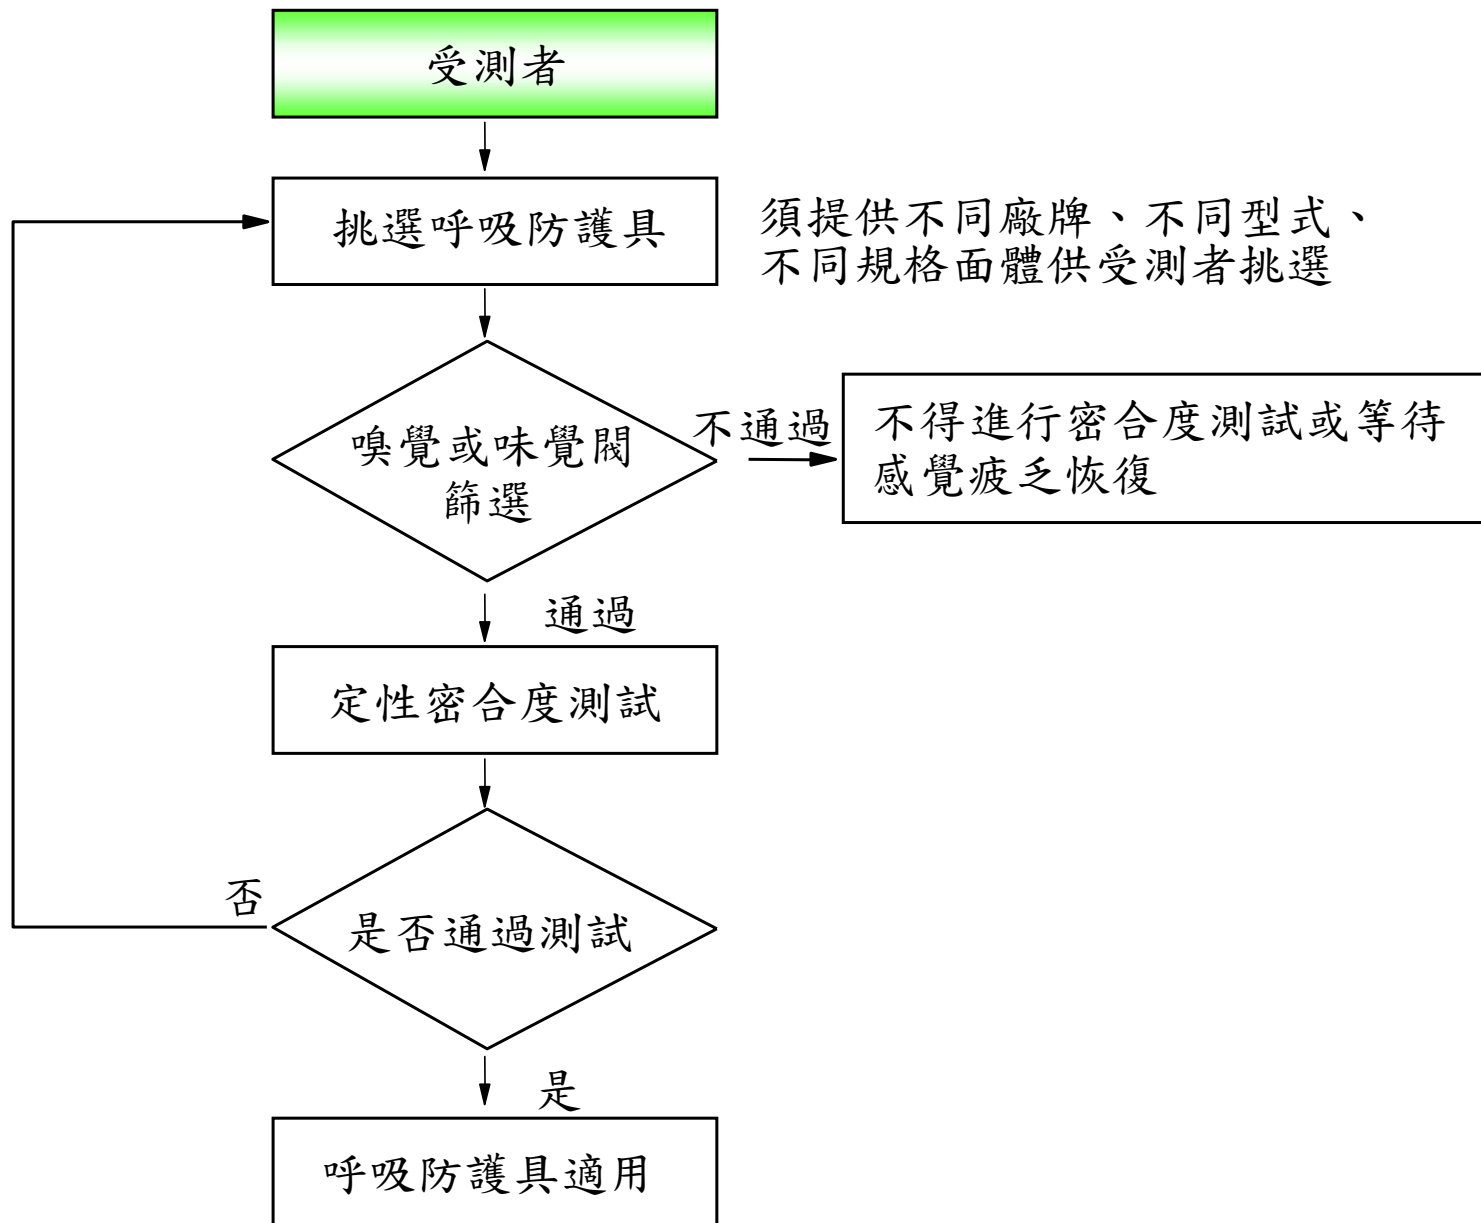 受測者
挑選呼吸防護具
須提供不同廠牌、不同型式、
不同規格面體供受測者挑選
嗅覺或味覺閥
篩選
不通過
不得進行密合度測試或等待
感覺疲乏恢復
通過
定性密合度測試
否
是否通過測試
是
呼吸防護具適用